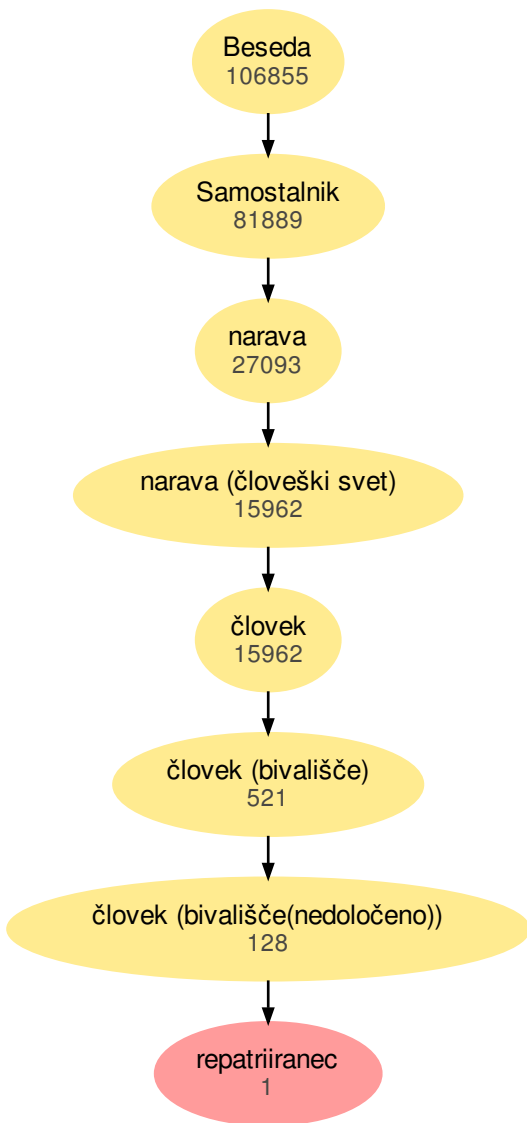 Beseda
106855
Samostalnik
81889
narava
27093
narava (človeški svet)
15962
človek
15962
človek (bivališče)
521
človek (bivališče(nedoločeno))
128
repatriiranec
1